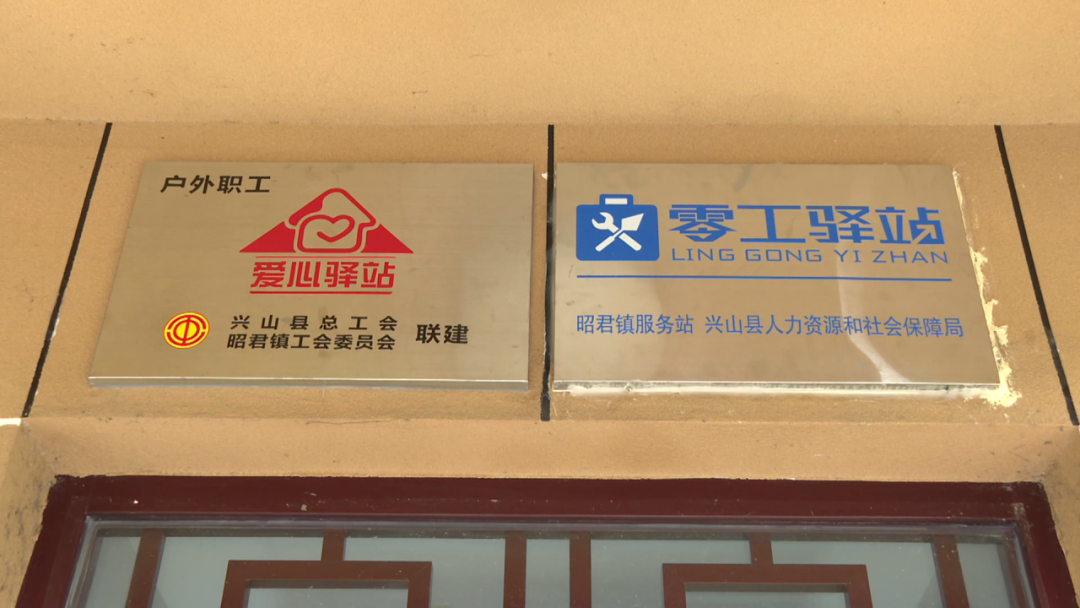 户外职工
爱心驿站
兴山县总工会
昭君镇工会委员会
联建
零工驿站
LING GONG YI ZHAN
昭君镇服务站 兴山县人力资源和社会保障局